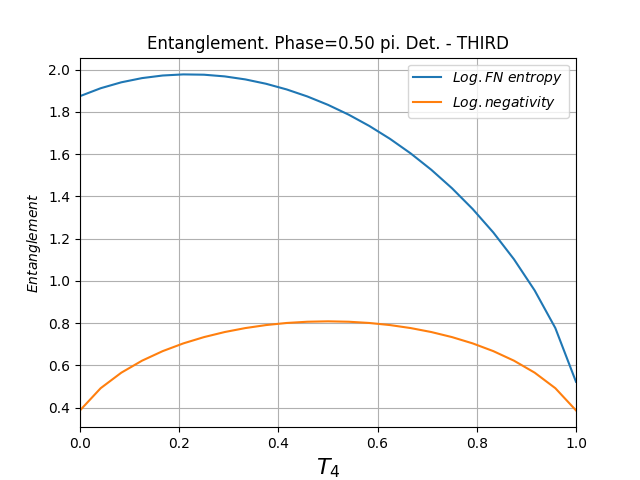 Entanglement. Phase=0.50 pi. Det. - THIRD
Log. FN entropy
Log. negativity
Entanglement
2.0
1.8
1.6
1.4
1.2
1.0
0.8
0.6
0.4
0.0 0.2 0.4 0.6 0.8 1.0
T₄